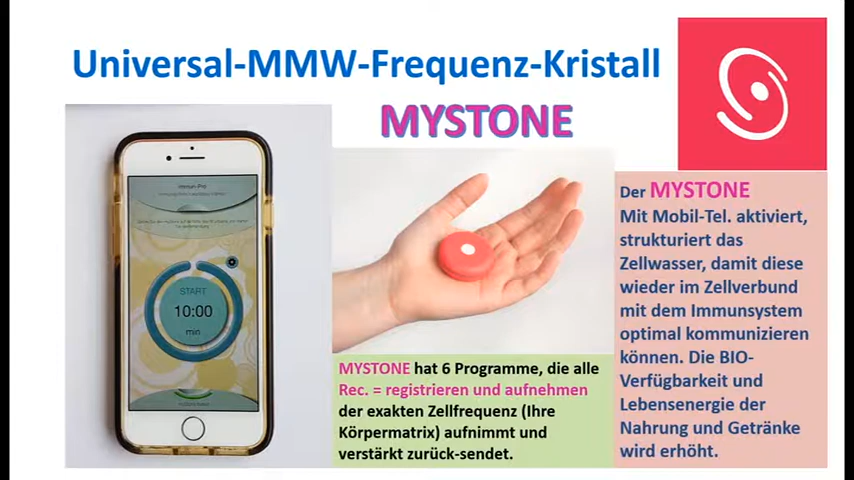 Universal-MMW-Frequenz-Kristall
MYSTONE
START
10:00
min
MYSTONE hat 6 Programme, die alle
Rec. = registrieren und aufnehmen
der exakten Zellfrequenz (Ihre
Körpermatrix) aufnimmt und
verstärkt zurück-sendet.
Der MYSTONE
Mit Mobil-Tel. aktiviert,
strukturiert das
Zellwasser, damit diese
wieder im Zellverbund
mit dem Immunsystem
optimal kommunizieren
können. Die BIO-
Verfügbarkeit und
Lebensenergie der
Nahrung und Getränke
wird erhöht.